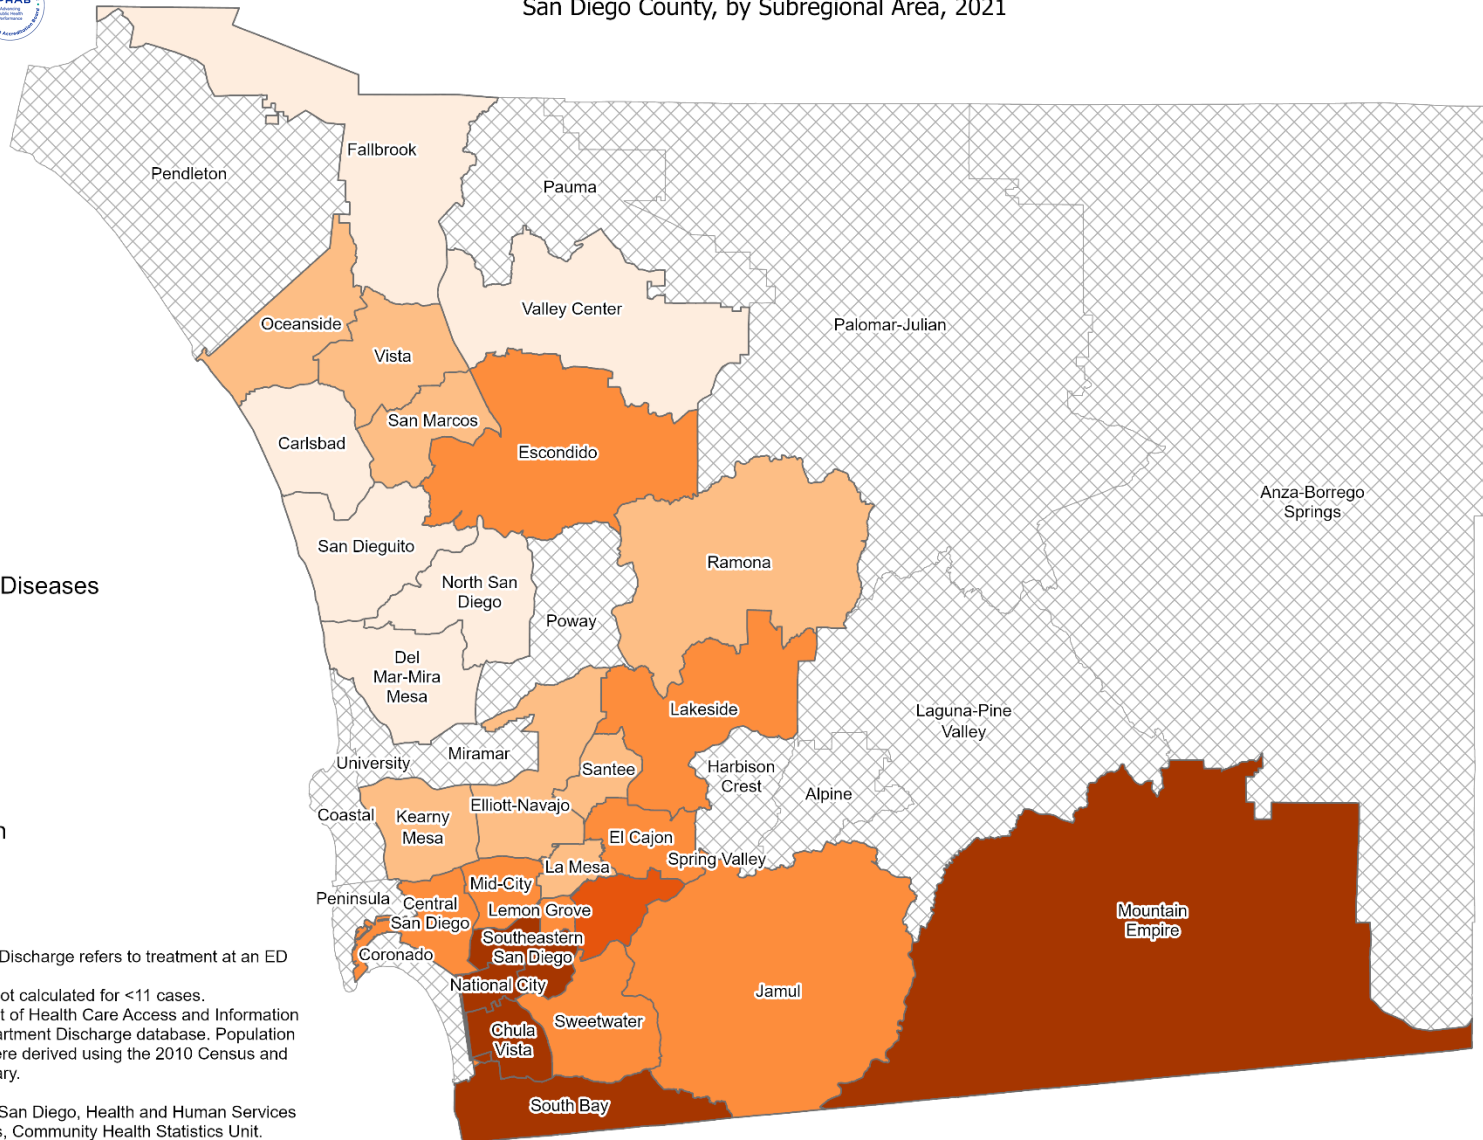 San Diego County, by Subregional Area, 2021
Fallbrook
Pendleton
Pauma
Valley Center
Oceanside
Palomar-Julian
Vista
San Marcos
Carlsbad
Escondido
Anza-Borrego
Springs
San Dieguito
Ramona
North San
Diego
Diseases
Poway
Del
Mar-Mira
Mesa
Lakeside
Laguna-Pine
Valley
Miramar
University
Santee
Harbison
Crest
Alpine
Coastal
Kearny
Mesa
Elliott-Navajo
El Cajon
Spring Valley
La Mesa
Mid-City
Peninsula
Central
San Diego
Lemon Grove
Mountain
Empire
Southeastern
San Diego
Coronado
Discharge refers to treatment at an ED
National City
Jamul
ot calculated for <11 cases.
t of Health Care Access and Information
artment Discharge database. Population
ere derived using the 2010 Census and
ary.
Sweetwater
Chula
Vista
South Bay
San Diego, Health and Human Services
s, Community Health Statistics Unit.